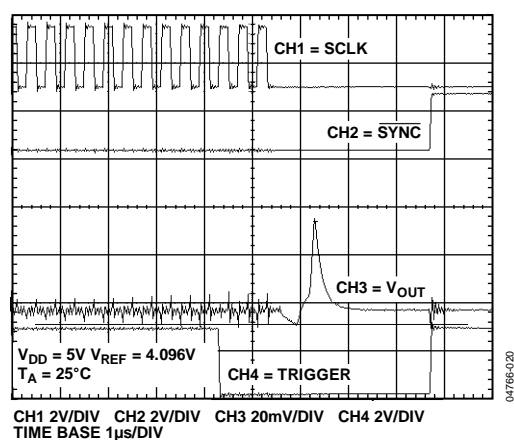 CH1 = SCLK
CH2 = S̅Y̅N̅C̅
CH3 = VOUT
VDD = 5V VREF = 4.096V
TA = 25°C
CH4 = TRIGGER
CH1 2V/DIV CH2 2V/DIV CH3 20mV/DIV CH4 2V/DIV
TIME BASE 1µs/DIV
04766-020